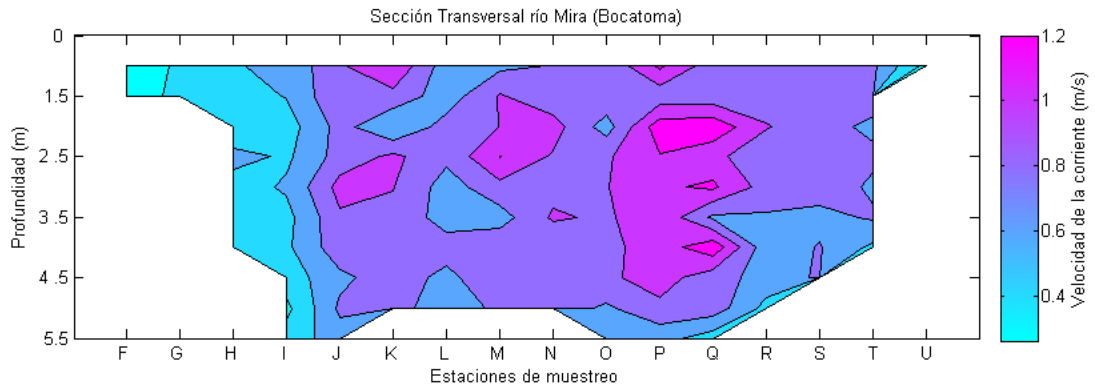 Sección Transversal río Mira (Bocatoma)
0
1.5
2.5
3.5
4.5
5.5
Profundidad (m)
F G H I J K L M N O P Q R S T U
Estaciones de muestreo
1.2
1
0.8
0.6
0.4
Velocidad de la corriente (m/s)